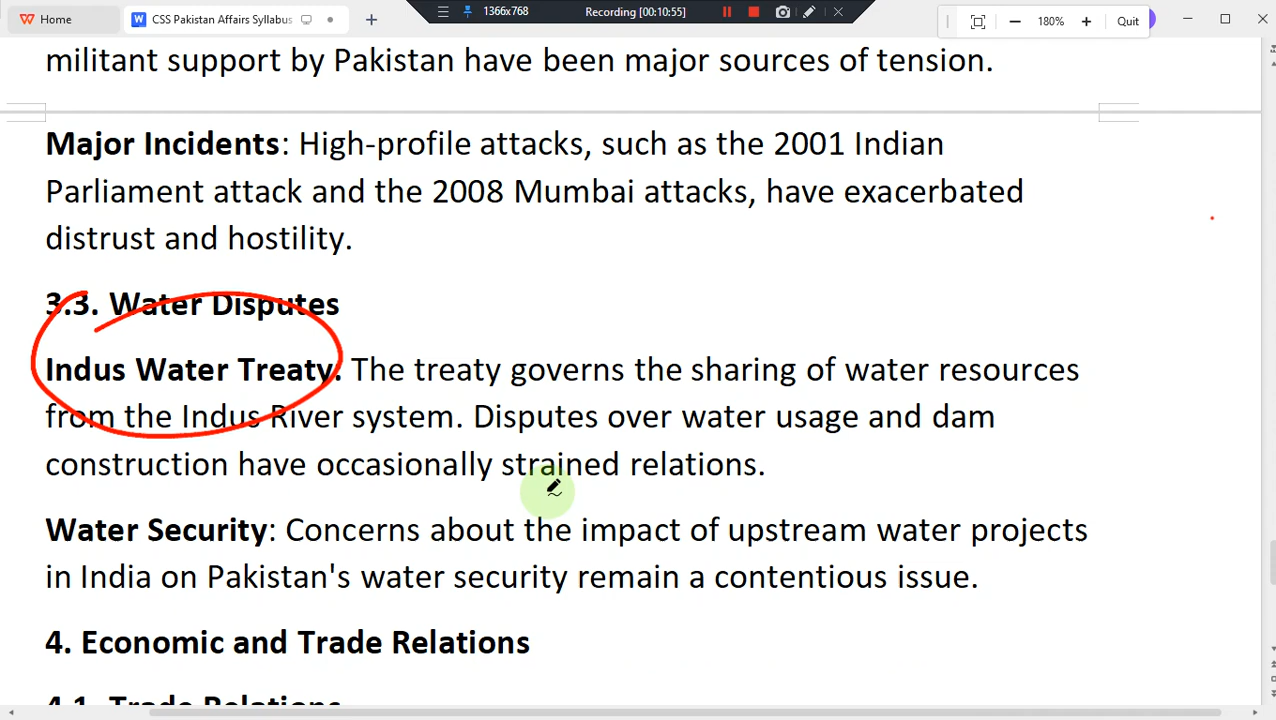 Home
CSS Pakistan Affairs Syllabus
1366x768
Recording [00:10:55]
180%
Quit
militant support by Pakistan have been major sources of tension.
Major Incidents: High-profile attacks, such as the 2001 Indian
Parliament attack and the 2008 Mumbai attacks, have exacerbated
distrust and hostility.
3.3. Water Disputes
Indus Water Treaty. The treaty governs the sharing of water resources
from the Indus River system. Disputes over water usage and dam
construction have occasionally strained relations.
Water Security: Concerns about the impact of upstream water projects
in India on Pakistan's water security remain a contentious issue.
4. Economic and Trade Relations
4.1. Trade Relations